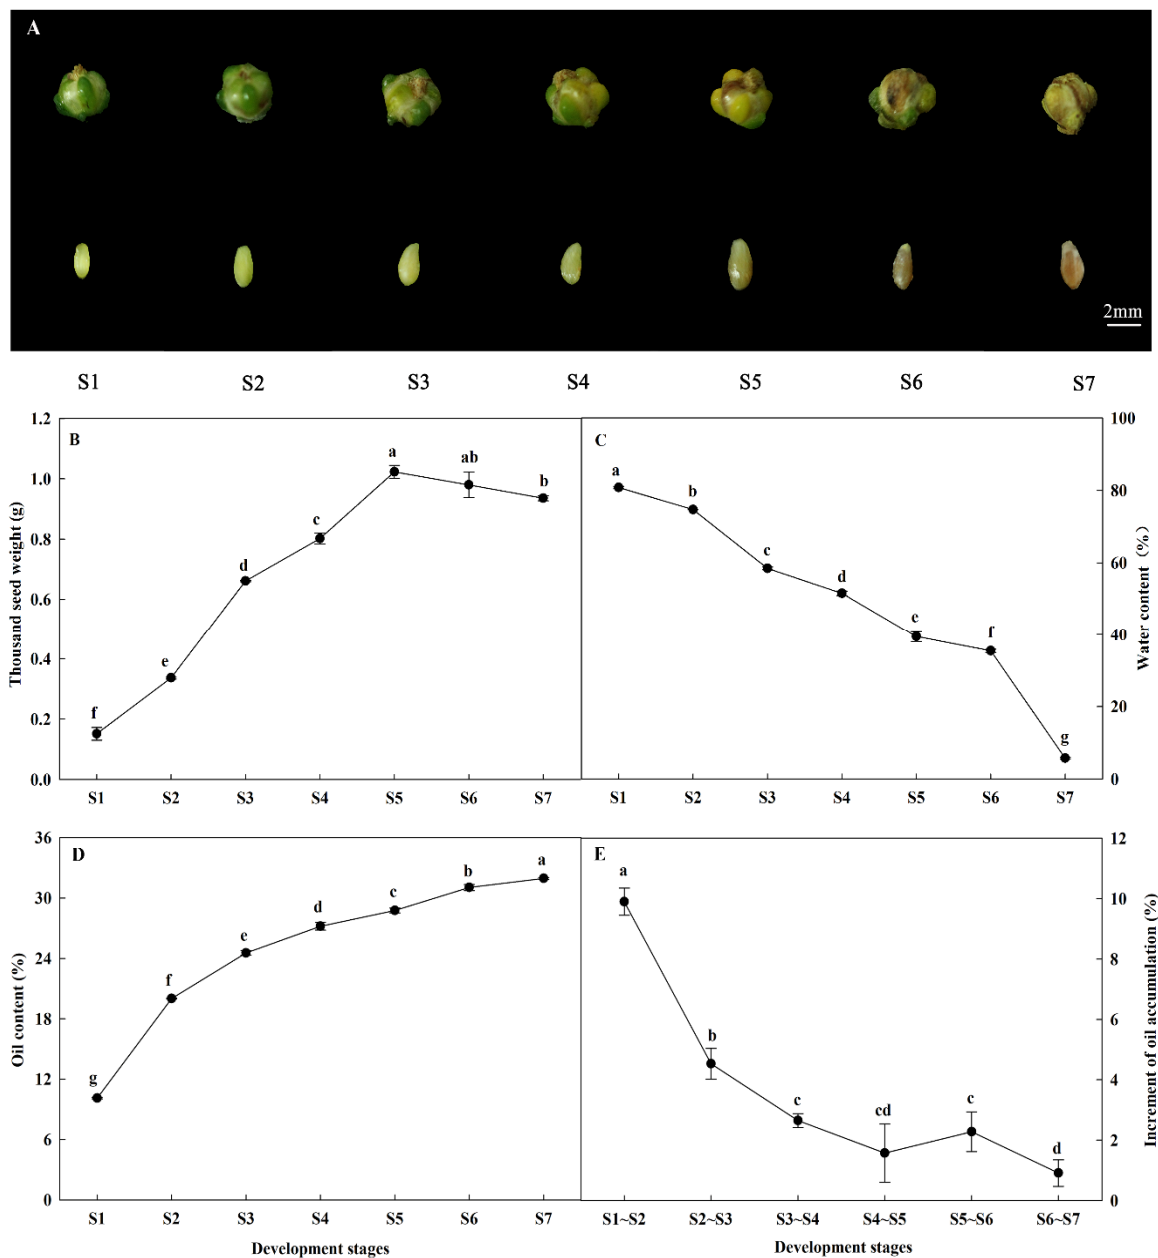 A
2mm
S1 S2 S3 S4 S5 S6 S7
B
Thousand seed weight (g)
1.2
1.0
0.8
0.6
0.4
0.2
0.0
f
e
d
c
a
ab
b
S1 S2 S3 S4 S5 S6 S7
C
a
b
c
d
e
f
g
100
80
60
40
20
0
Water content (%)
S1 S2 S3 S4 S5 S6 S7
D
Oil content (%)
36
30
24
18
12
6
0
g
f
e
d
c
b
a
S1 S2 S3 S4 S5 S6 S7
Development stages
E
a
b
c
cd
c
d
12
10
8
6
4
2
0
Increment of oil accumulation (%)
S1~S2 S2~S3 S3~S4 S4~S5 S5~S6 S6~S7
Development stages